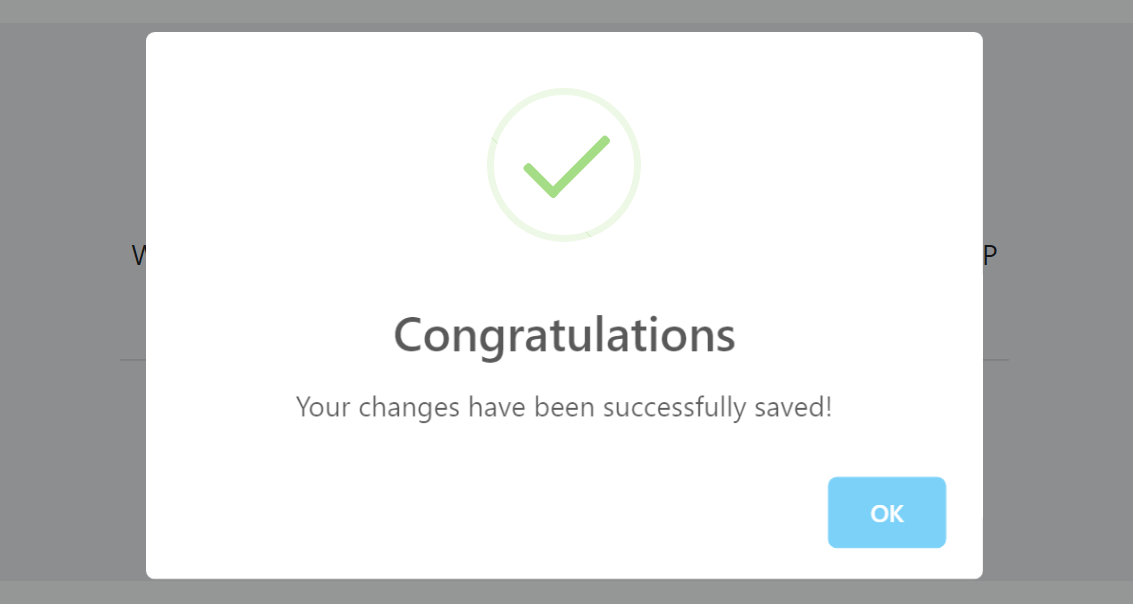 Congratulations
Your changes have been successfully saved!
OK